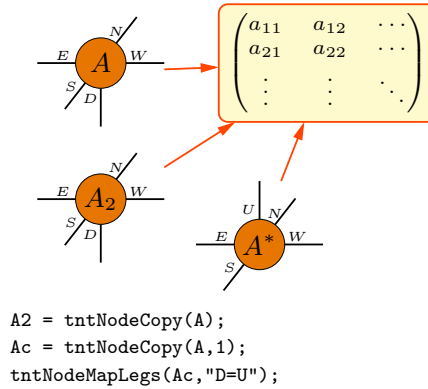 N
E A W
S
D
a11 a12 ⋯
a21 a22 ⋯
⋮ ⋮ ⋱
N
E A2 W
S
D
U
N
E A* W
S
A2 = tntNodeCopy(A);
Ac = tntNodeCopy(A,1);
tntNodeMapLegs(Ac,"D=U");